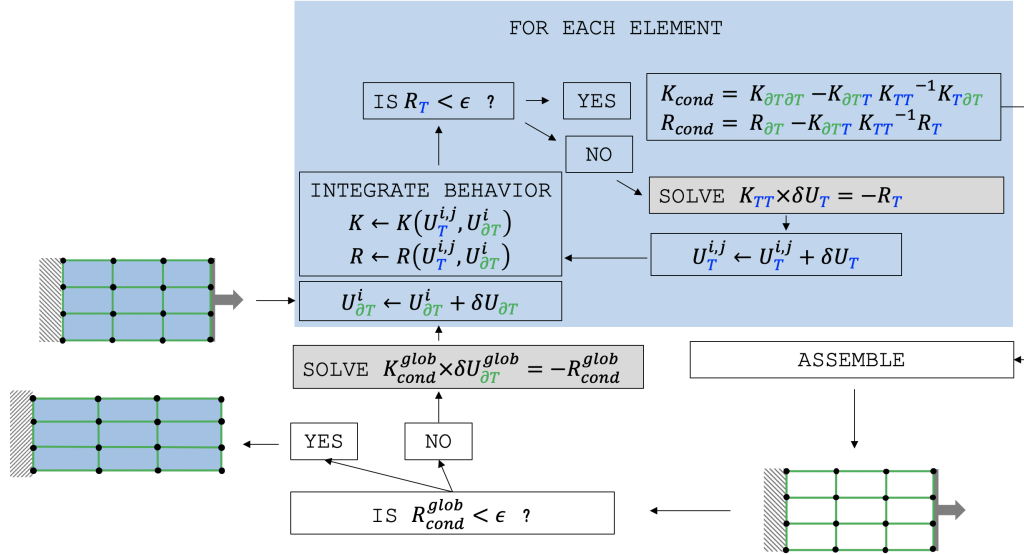 FOR EACH ELEMENT
IS R_T < ϵ ?
YES
K_cond = K_∂T∂T − K_∂TT K_TT⁻¹ K_T∂T
R_cond = R_∂T − K_∂TT K_TT⁻¹ R_T
NO
INTEGRATE BEHAVIOR
K ← K(U_T^{i,j}, U_∂T^i)
R ← R(U_T^{i,j}, U_∂T^i)
SOLVE K_TT × δU_T = −R_T
U_T^{i,j} ← U_T^{i,j} + δU_T
U_∂T^i ← U_∂T^i + δU_∂T
SOLVE K_cond^glob × δU_∂T^glob = −R_cond^glob
ASSEMBLE
YES
NO
IS R_cond^glob < ϵ ?